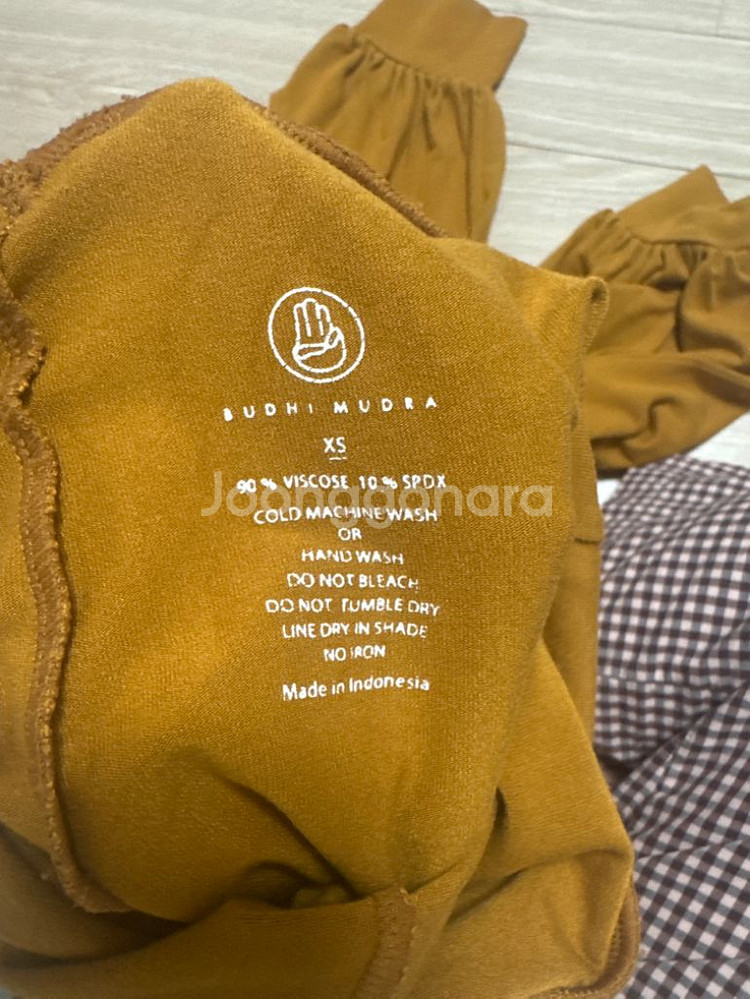 BUDHI MUDRA
XS
90 % VISCOSE 10 % SPDX
Joonggonara
COLD MACHINE WASH
OR
HAND WASH
DO NOT BLEACH
DO NOT TUMBLE DRY
LINE DRY IN SHADE
NO IRON
Made in Indonesia